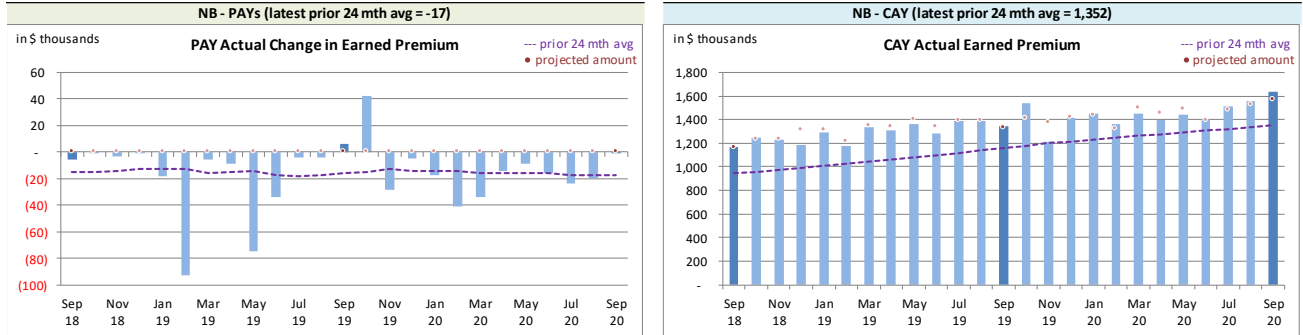 NB - PAYs (latest prior 24 mth avg = -17)
in $ thousands
PAY Actual Change in Earned Premium
--- prior 24 mth avg
• projected amount
60
40
20
-
(20)
(40)
(60)
(80)
(100)
Sep Nov Jan Mar May Jul Sep Nov Jan Mar May Jul Sep
18 18 19 19 19 19 19 19 20 20 20 20 20
NB - CAY (latest prior 24 mth avg = 1,352)
in $ thousands
CAY Actual Earned Premium
--- prior 24 mth avg
• projected amount
1,800
1,600
1,400
1,200
1,000
800
600
400
200
-
Sep Nov Jan Mar May Jul Sep Nov Jan Mar May Jul Sep
18 18 19 19 19 19 19 19 20 20 20 20 20